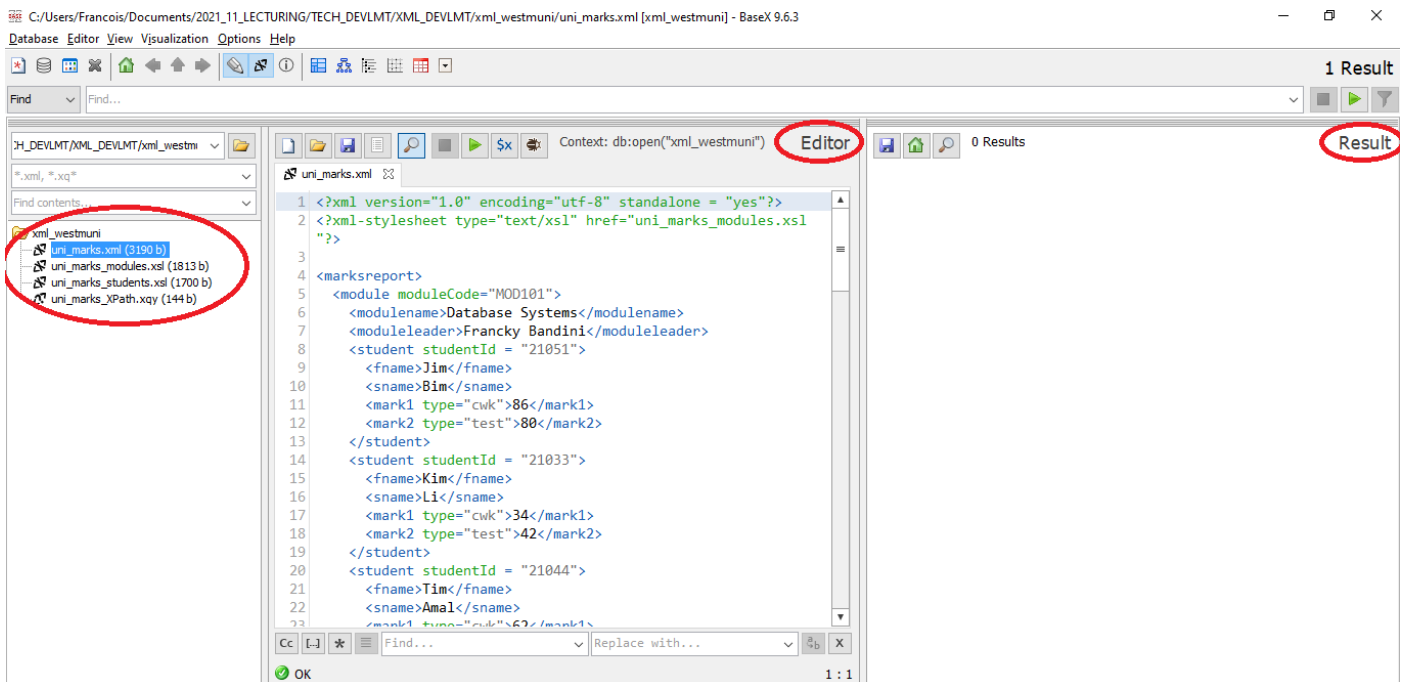 C:/Users/Francois/Documents/2021_11_LECTURING/TECH_DEVLMT/XML_DEVLMT/xml_westmuni/uni_marks.xml [xml_westmuni] - BaseX 9.6.3
Database Editor View Visualization Options Help
1 Result
Find Find...
:H_DEVLMT/XML_DEVLMT/xml_westmu
*.xml, *.xq*
Find contents...
xml_westmuni
uni_marks.xml (3190 b)
uni_marks_modules.xsl (1813 b)
uni_marks_students.xsl (1700 b)
uni_marks_XPath.xqy (144 b)
$x Context: db:open("xml_westmuni") Editor
uni_marks.xml
1 <?xml version="1.0" encoding="utf-8" standalone = "yes"?>
2 <?xml-stylesheet type="text/xsl" href="uni_marks_modules.xsl
"?>
3
4 <marksreport>
5 <module moduleCode="MOD101">
6 <modulename>Database Systems</modulename>
7 <moduleleader>Francky Bandini</moduleleader>
8 <student studentId = "21051">
9 <fname>Jim</fname>
10 <sname>Bim</sname>
11 <mark1 type="cwk">86</mark1>
12 <mark2 type="test">80</mark2>
13 </student>
14 <student studentId = "21033">
15 <fname>Kim</fname>
16 <sname>Li</sname>
17 <mark1 type="cwk">34</mark1>
18 <mark2 type="test">42</mark2>
19 </student>
20 <student studentId = "21044">
21 <fname>Tim</fname>
22 <sname>Amal</sname>
23 <mark1 type="cwk">62</mark1>
Cc [..] * Find... Replace with... X
OK 1 : 1
0 Results Result